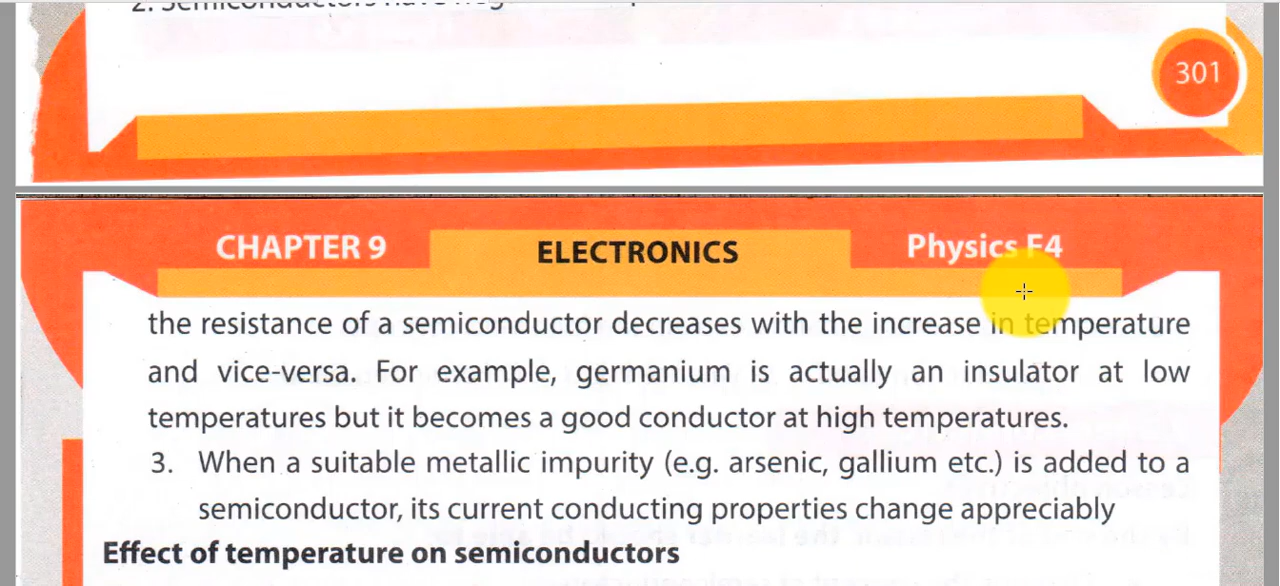 2. Semiconductors have
301
CHAPTER 9
ELECTRONICS
Physics F4
the resistance of a semiconductor decreases with the increase in temperature
and vice-versa. For example, germanium is actually an insulator at low
temperatures but it becomes a good conductor at high temperatures.
3. When a suitable metallic impurity (e.g. arsenic, gallium etc.) is added to a
semiconductor, its current conducting properties change appreciably
Effect of temperature on semiconductors